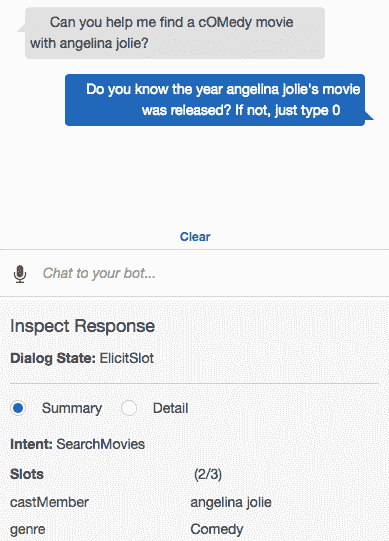 Can you help me find a cOMedy movie
with angelina jolie?
Do you know the year angelina jolie's movie
was released? If not, just type 0
Clear
Chat to your bot...
Inspect Response
Dialog State: ElicitSlot
Summary Detail
Intent: SearchMovies
Slots (2/3)
castMember angelina jolie
genre Comedy